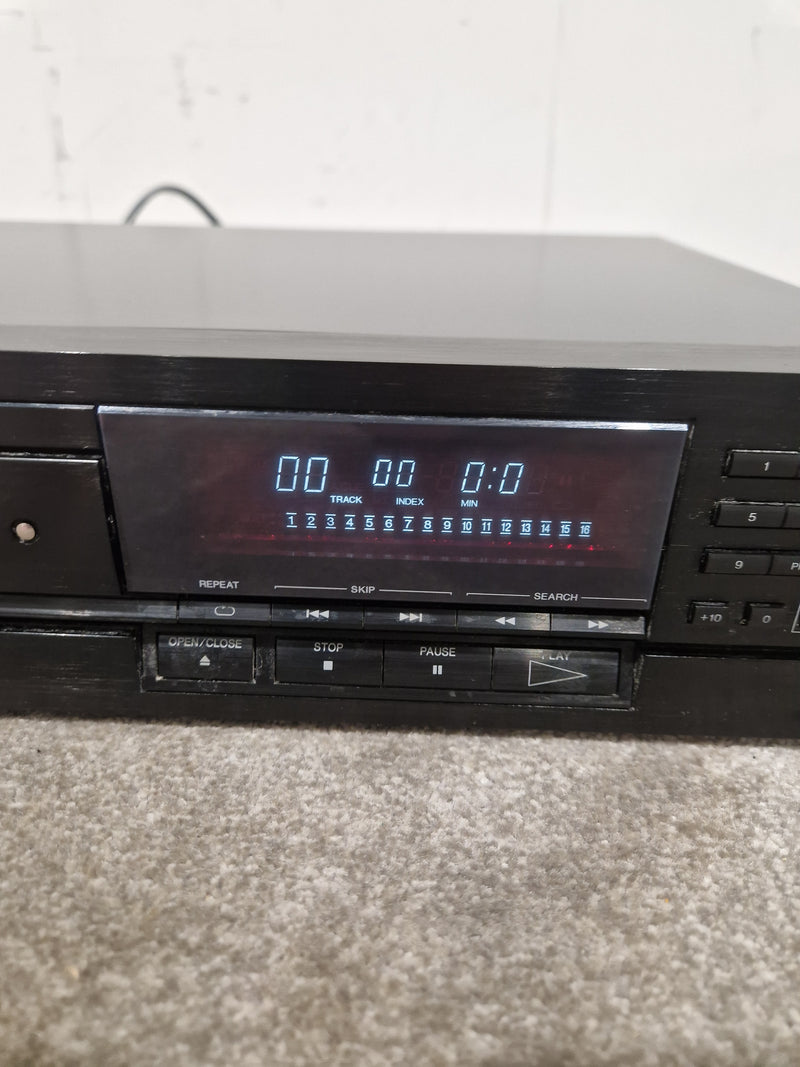 00 00 0:0
TRACK INDEX MIN
1 2 3 4 5 6 7 8 9 10 11 12 13 14 15 16
1
5
9
+10 0
REPEAT SKIP SEARCH
OPEN/CLOSE STOP PAUSE PLAY